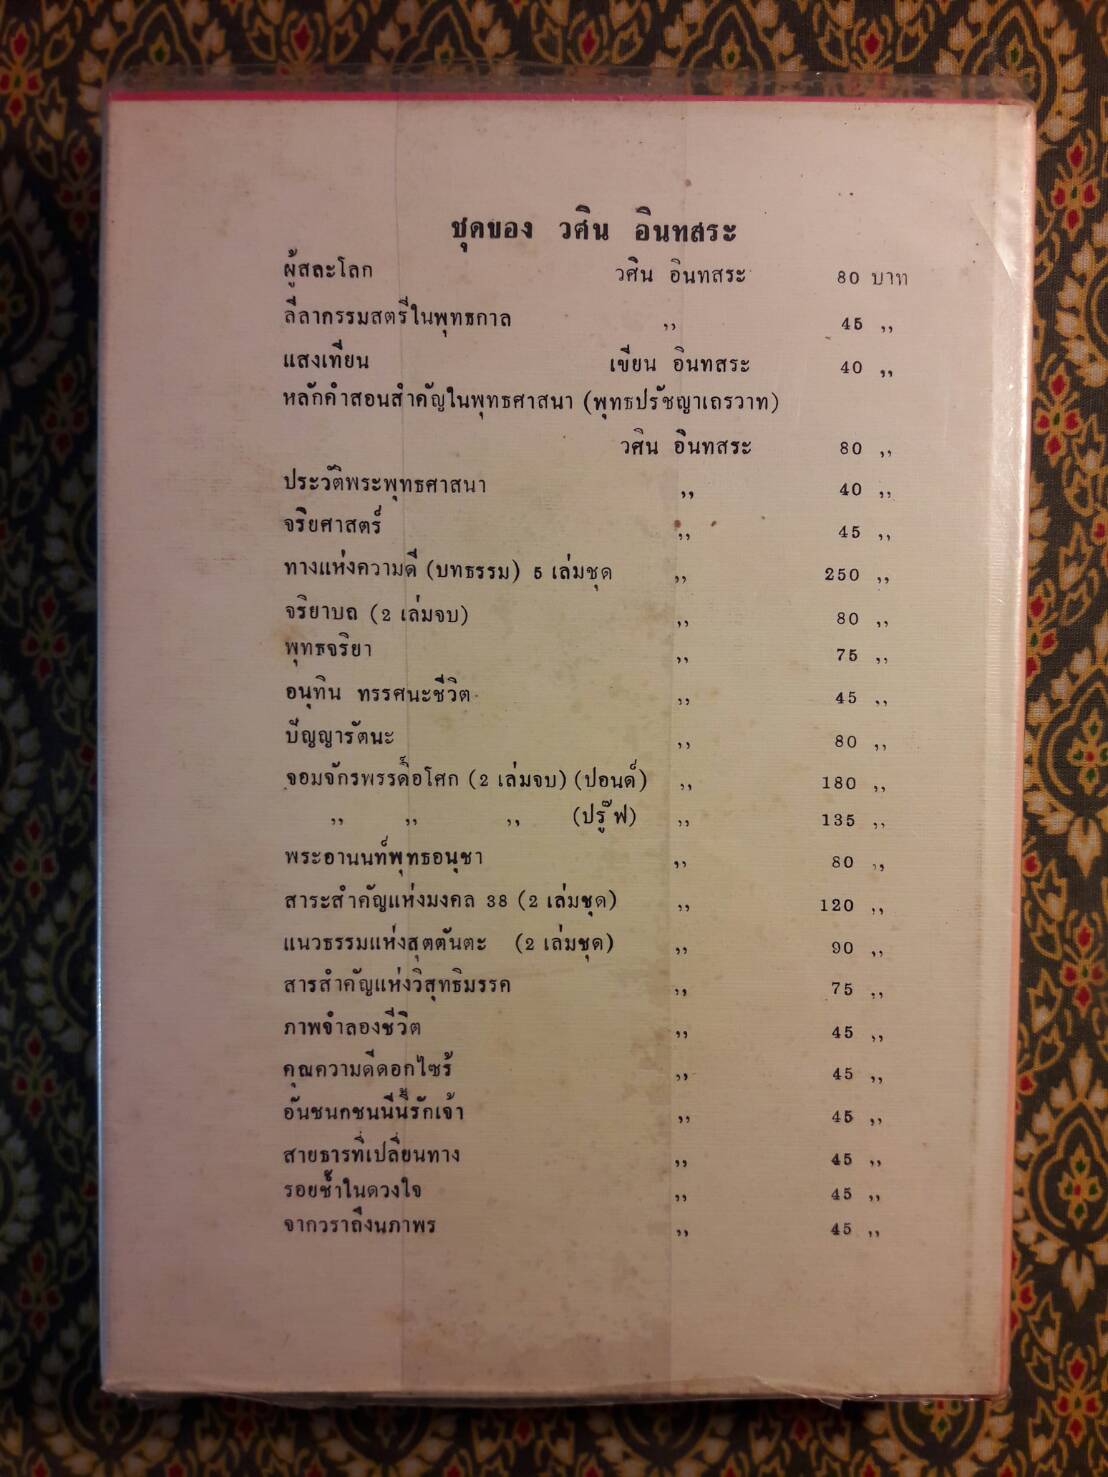 ชุดของ วศิน อินทสระ
ผู้สละโลก วศิน อินทสระ 80 บาท
ลีลากรรมสตรีในพุทธกาล ,, 45 ,,
แสงเทียน เขียน อินทสระ 40 ,,
หลักคำสอนสำคัญในพุทธศาสนา (พุทธปรัชญาเถรวาท)
วศิน อินทสระ 80 ,,
ประวัติพระพุทธศาสนา ,, 40 ,,
จริยศาสตร์ ,, 45 ,,
ทางแห่งความดี (บทธรรม) 5 เล่มชุด ,, 250 ,,
จริยาบถ (2 เล่มจบ) ,, 80 ,,
พุทธจริยา ,, 75 ,,
อนุทิน ทรรศนะชีวิต ,, 45 ,,
ปัญญารัตนะ ,, 80 ,,
จอมจักรพรรดิ์อโศก (2 เล่มจบ) (ปอนด์) ,, 180 ,,
,, ,, ,, (ปรู๊ฟ) ,, 135 ,,
พระอานนท์พุทธอนุชา ,, 80 ,,
สาระสำคัญแห่งมงคล 38 (2 เล่มชุด) ,, 120 ,,
แนวธรรมแห่งสุตตันตะ (2 เล่มชุด) ,, 90 ,,
สารสำคัญแห่งวิสุทธิมรรค ,, 75 ,,
ภาพจำลองชีวิต ,, 45 ,,
คุณความดีดอกไซร้ ,, 45 ,,
อันชนกชนนีนี้รักเจ้า ,, 45 ,,
สายธารที่เปลี่ยนทาง ,, 45 ,,
รอยช้ำในดวงใจ ,, 45 ,,
จากวราถึงนภาพร ,, 45 ,,